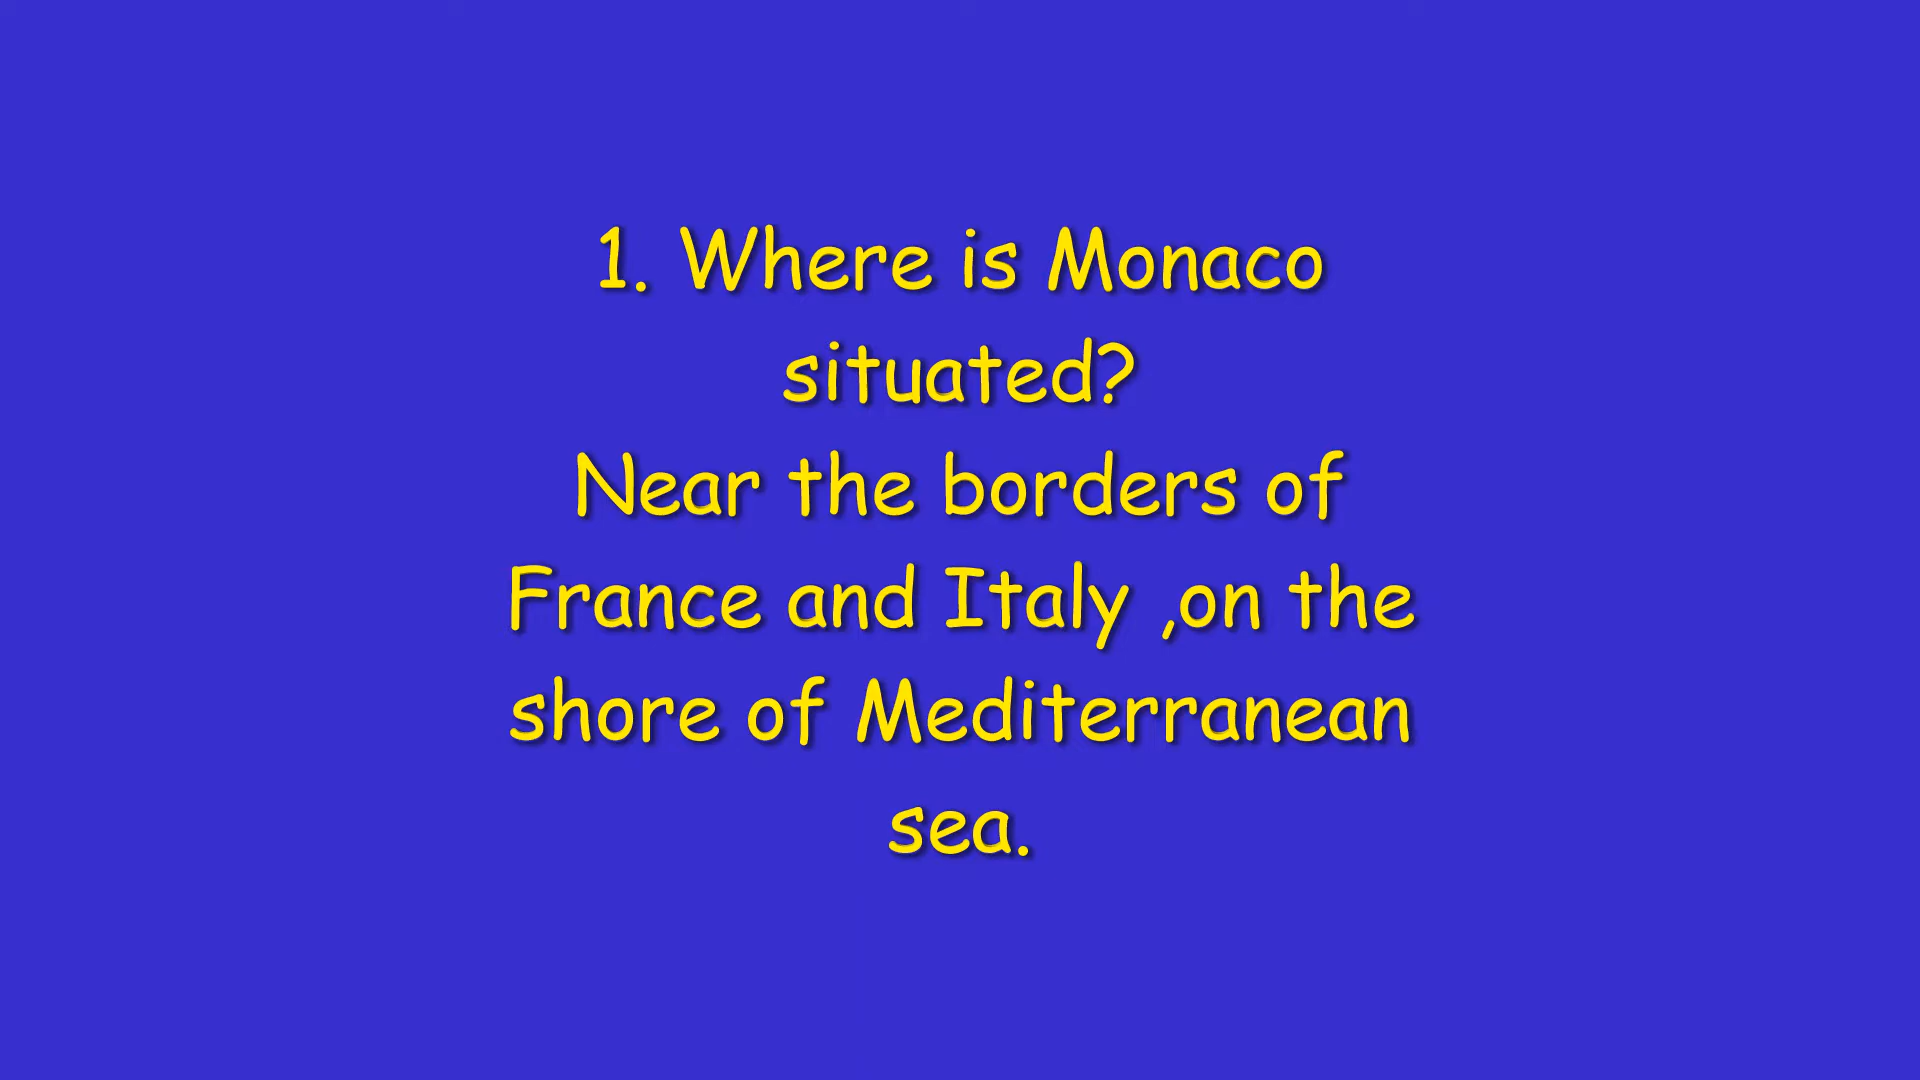 1. Where is Monaco
situated?
Near the borders of
France and Italy ,on the
shore of Mediterranean
sea.